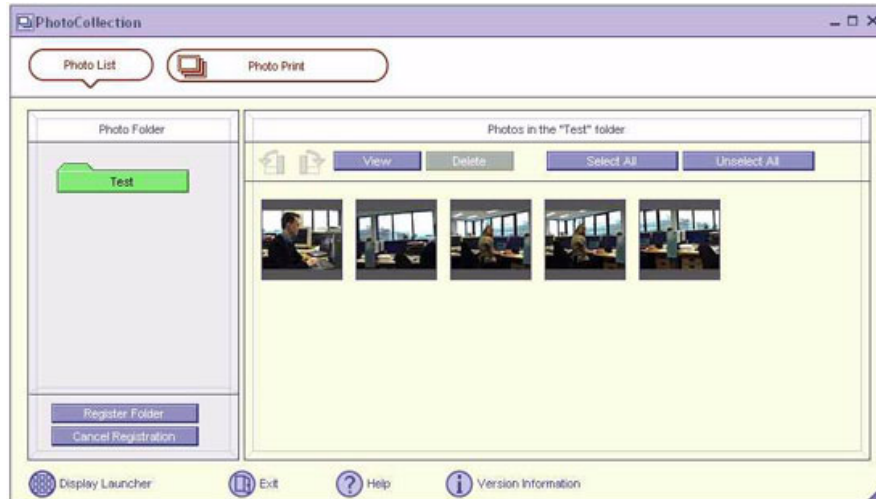 PhotoCollection
Photo List
Photo Print
Photo Folder
Photos in the "Test" folder
View
Delete
Select All
Unselect All
Test
Register Folder
Cancel Registration
Display Launcher
Exit
Help
Version Information